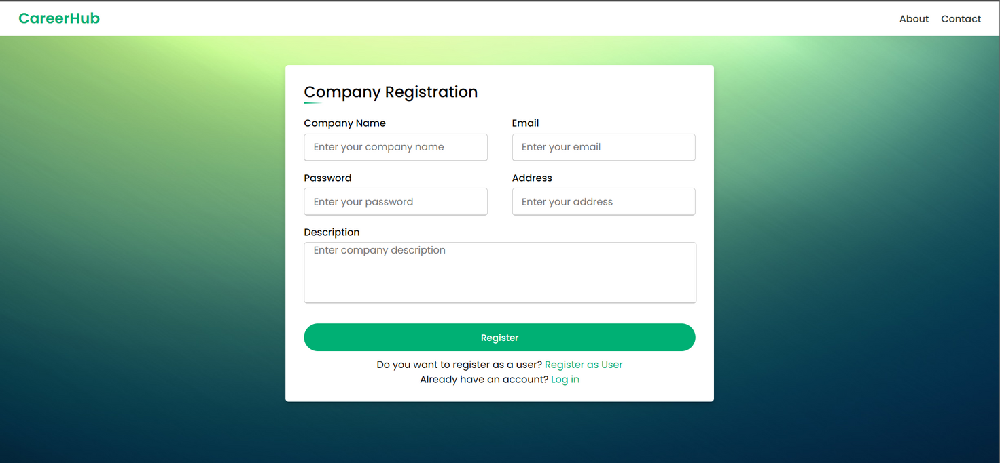 CareerHub
About Contact
Company Registration
Company Name Email
Enter your company name Enter your email
Password Address
Enter your password Enter your address
Description
Enter company description
Register
Do you want to register as a user? Register as User
Already have an account? Log in